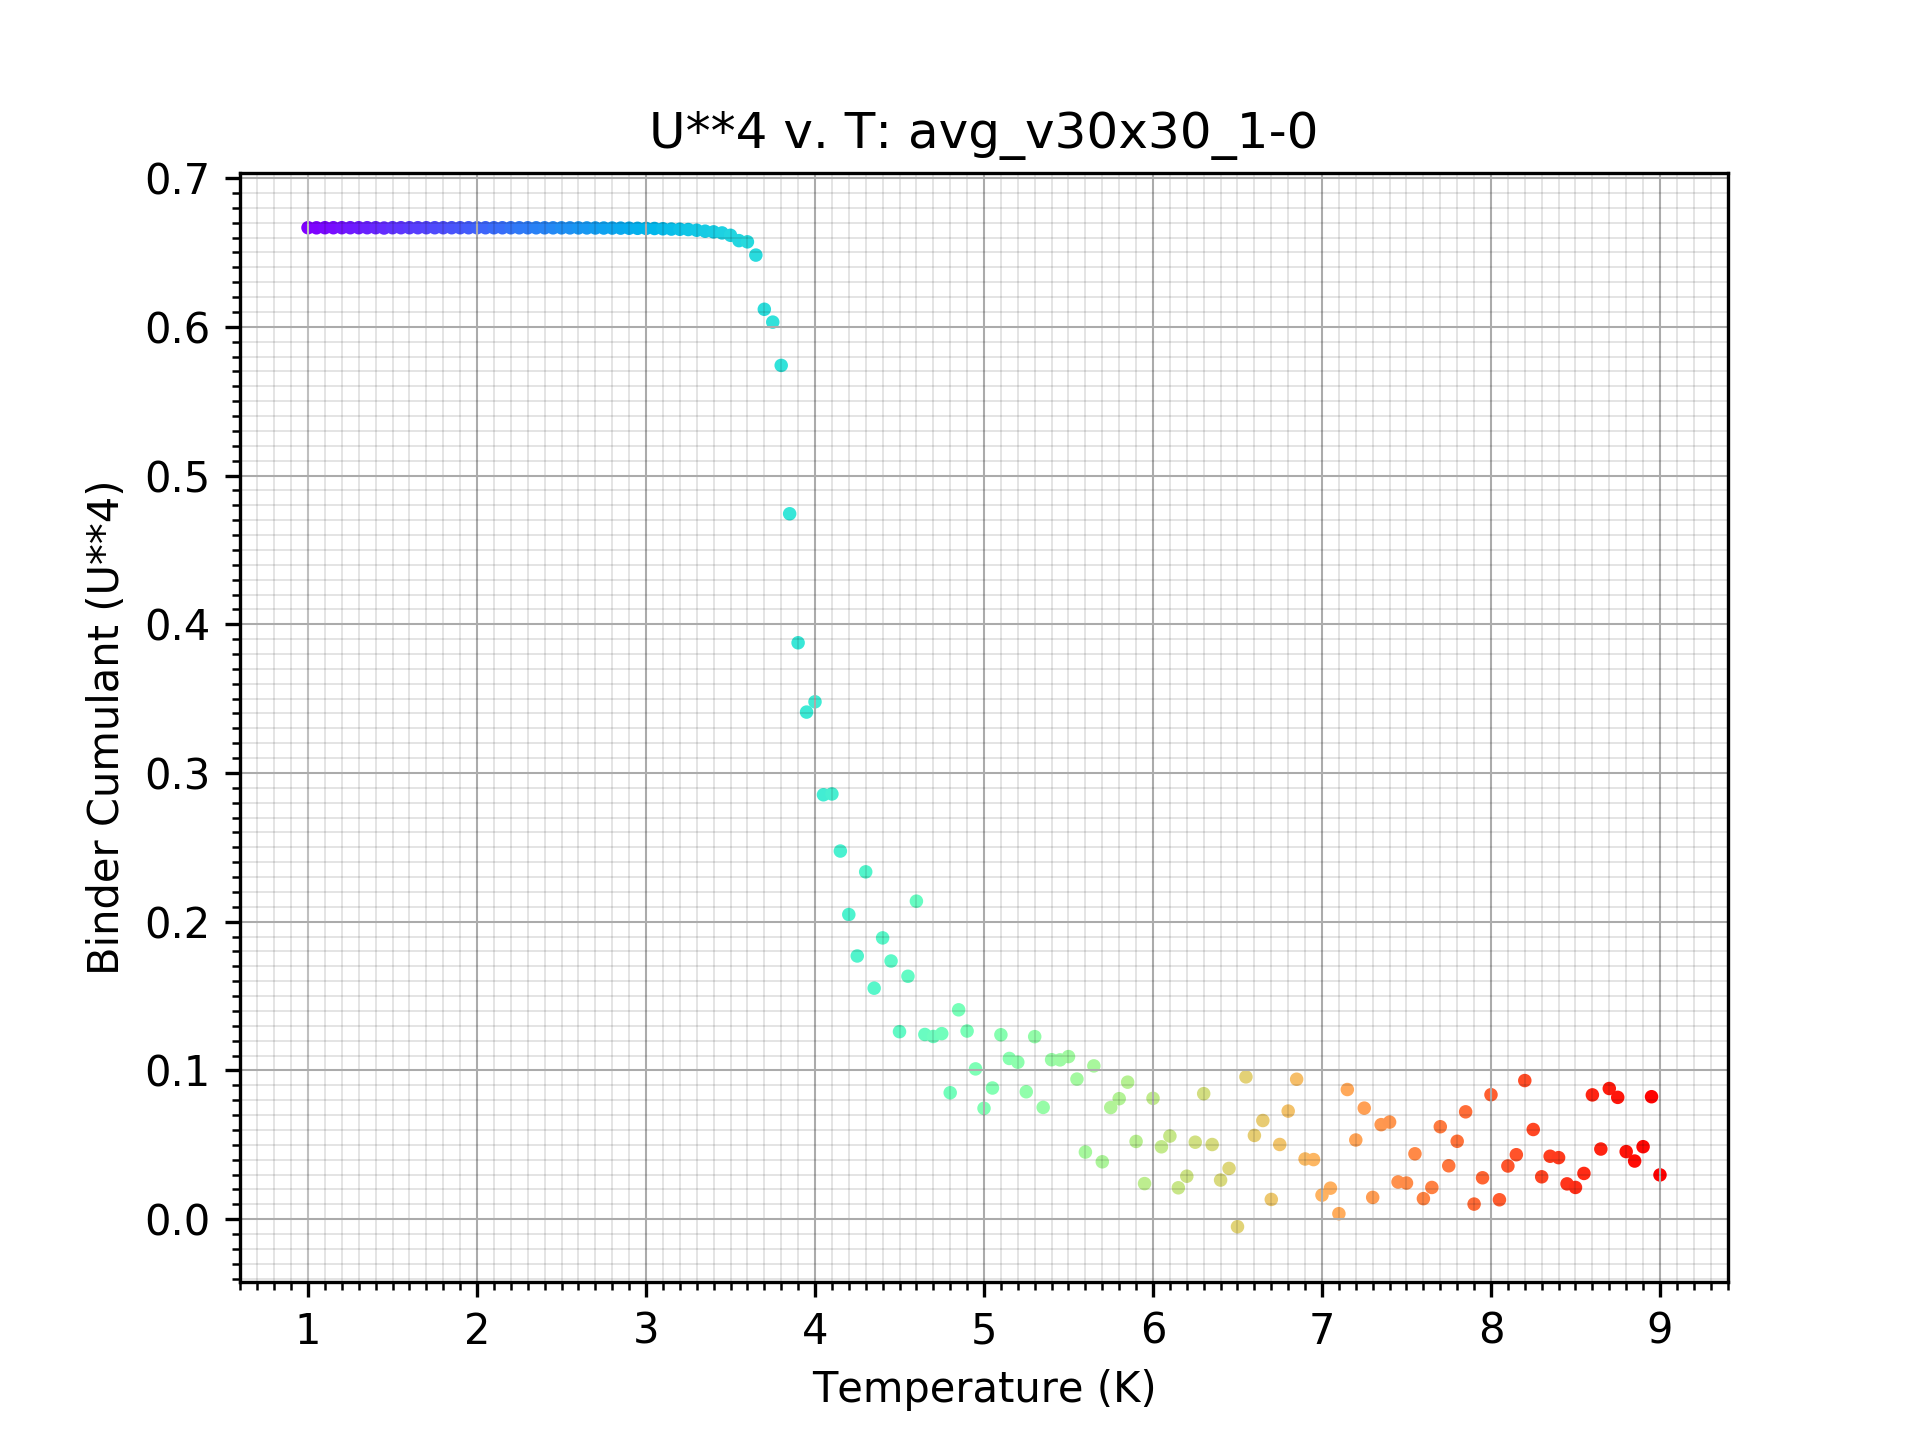 U**4 v. T: avg_v30x30_1-0
0.7
0.6
0.5
0.4
0.3
0.2
0.1
0.0
Binder Cumulant (U**4)
1 2 3 4 5 6 7 8 9
Temperature (K)